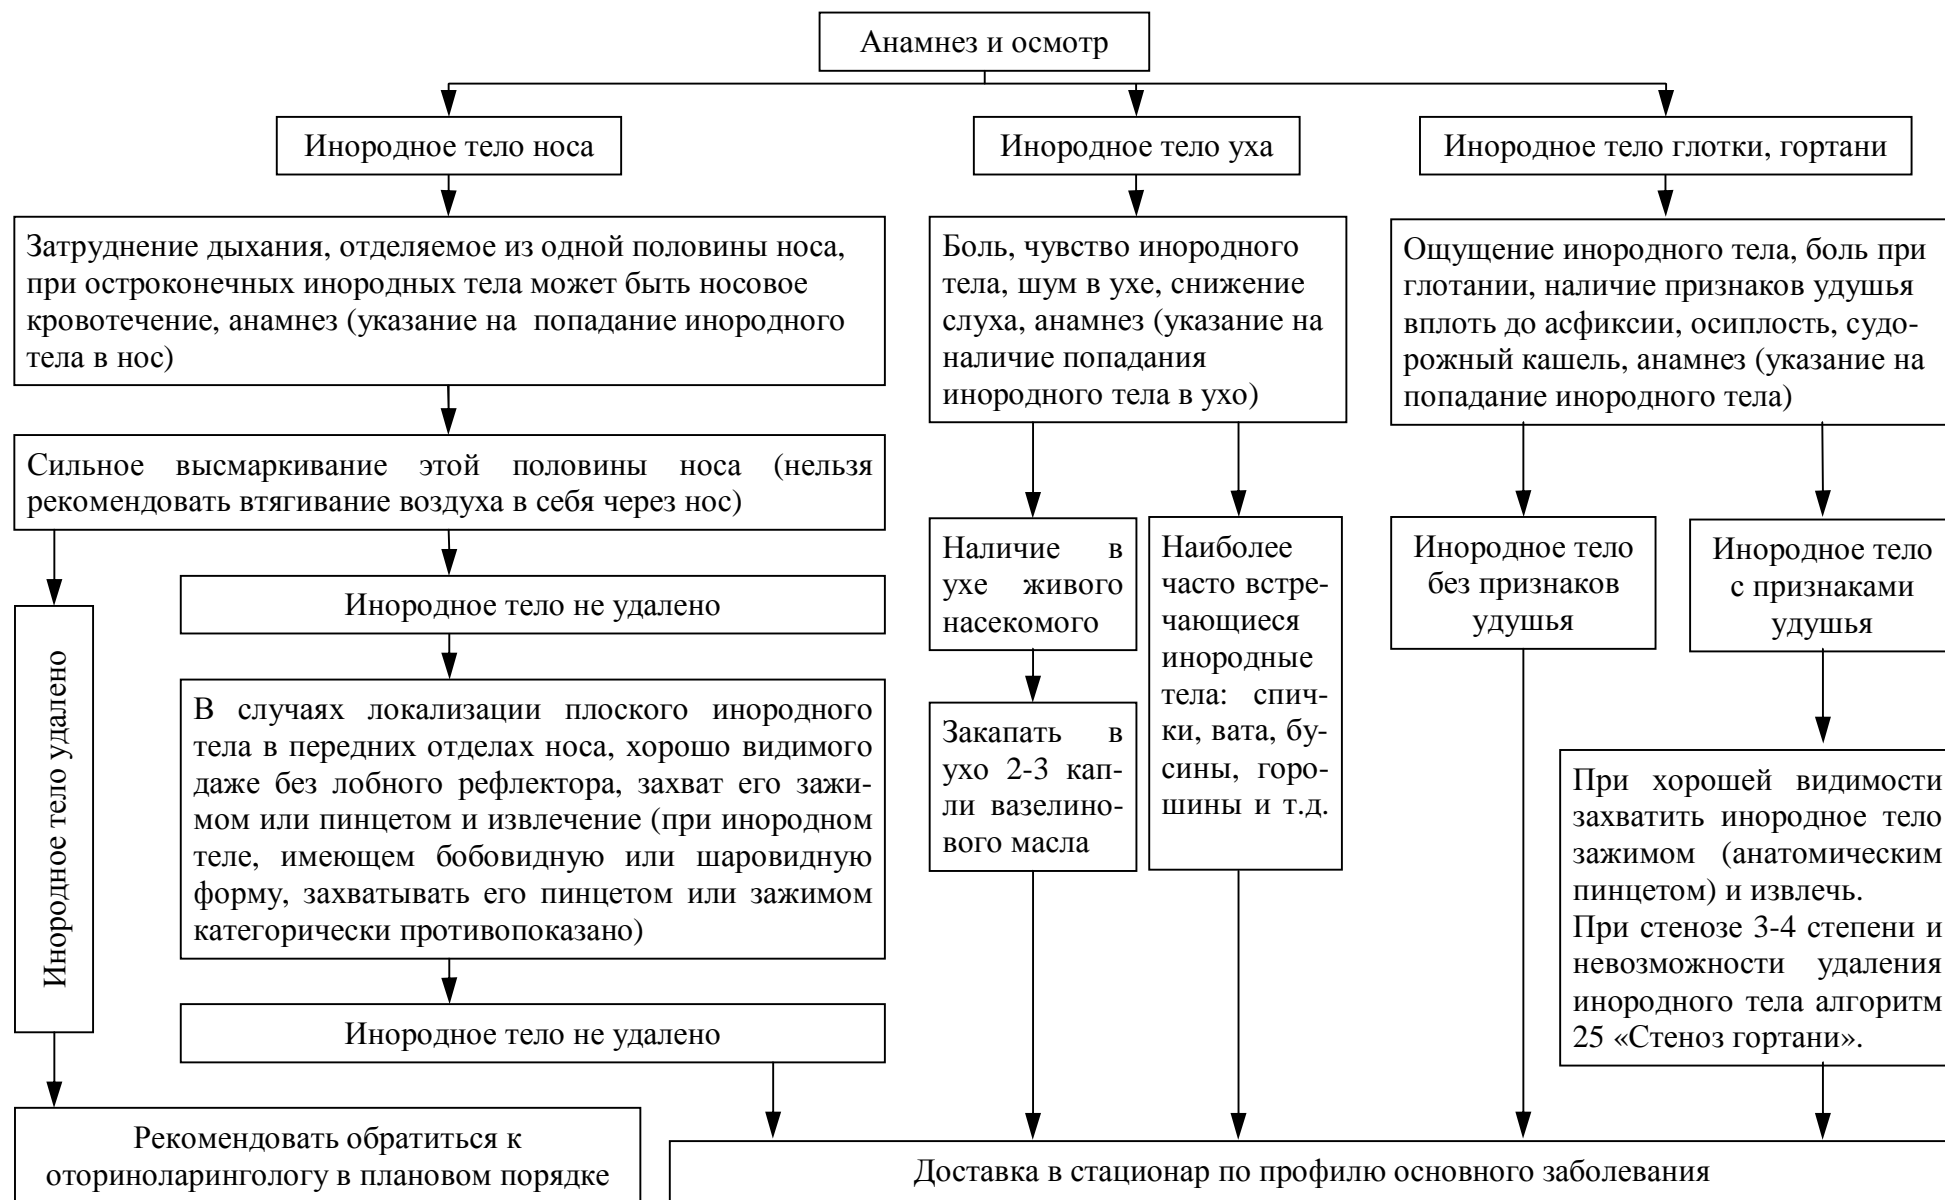 Анамнез и осмотр
Инородное тело носа
Инородное тело уха
Инородное тело глотки, гортани
Затруднение дыхания, отделяемое из одной половины носа,
при остроконечных инородных тела может быть носовое
кровотечение, анамнез (указание на попадание инородного
тела в нос)
Боль, чувство инородного
тела, шум в ухе, снижение
слуха, анамнез (указание на
наличие попадания
инородного тела в ухо)
Ощущение инородного тела, боль при
глотании, наличие признаков удушья
вплоть до асфиксии, осиплость, судо-
рожный кашель, анамнез (указание на
попадание инородного тела)
Сильное высмаркивание этой половины носа (нельзя
рекомендовать втягивание воздуха в себя через нос)
Инородное тело удалено
Инородное тело не удалено
Наличие в
ухе живого
насекомого
Наиболее
часто встре-
чающиеся
инородные
тела: спич-
ки, вата, бу-
сины, горо-
шины и т.д.
Инородное тело
без признаков
удушья
Инородное тело
с признаками
удушья
В случаях локализации плоского инородного
тела в передних отделах носа, хорошо видимого
даже без лобного рефлектора, захват его зажи-
мом или пинцетом и извлечение (при инородном
теле, имеющем бобовидную или шаровидную
форму, захватывать его пинцетом или зажимом
категорически противопоказано)
Закапать в
ухо 2-3 кап-
ли вазелино-
вого масла
При хорошей видимости
захватить инородное тело
зажимом (анатомическим
пинцетом) и извлечь.
При стенозе 3-4 степени и
невозможности удаления
инородного тела алгоритм
25 «Стеноз гортани».
Инородное тело не удалено
Рекомендовать обратиться к
оториноларингологу в плановом порядке
Доставка в стационар по профилю основного заболевания